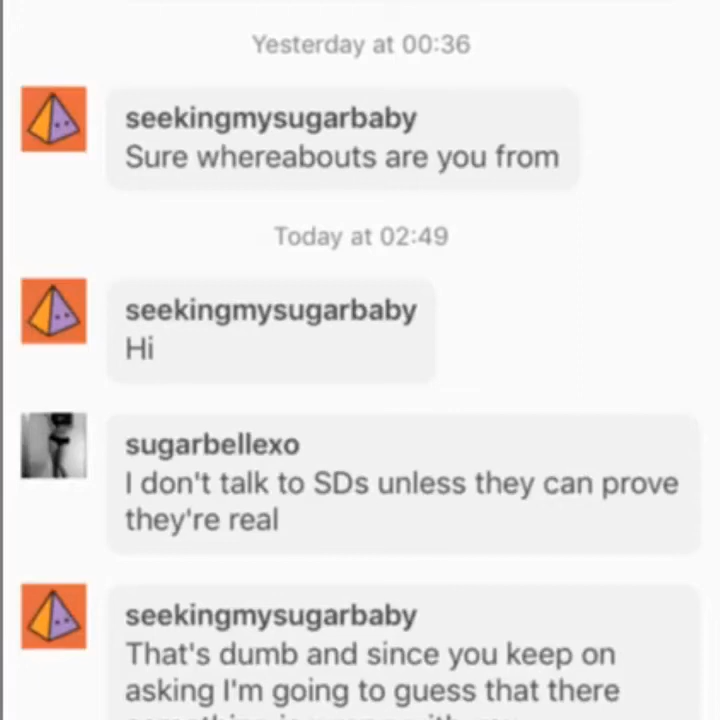 Yesterday at 00:36
seekingmysugarbaby
Sure whereabouts are you from
Today at 02:49
seekingmysugarbaby
Hi
sugarbellexo
I don't talk to SDs unless they can prove
they're real
seekingmysugarbaby
That's dumb and since you keep on
asking I'm going to guess that there